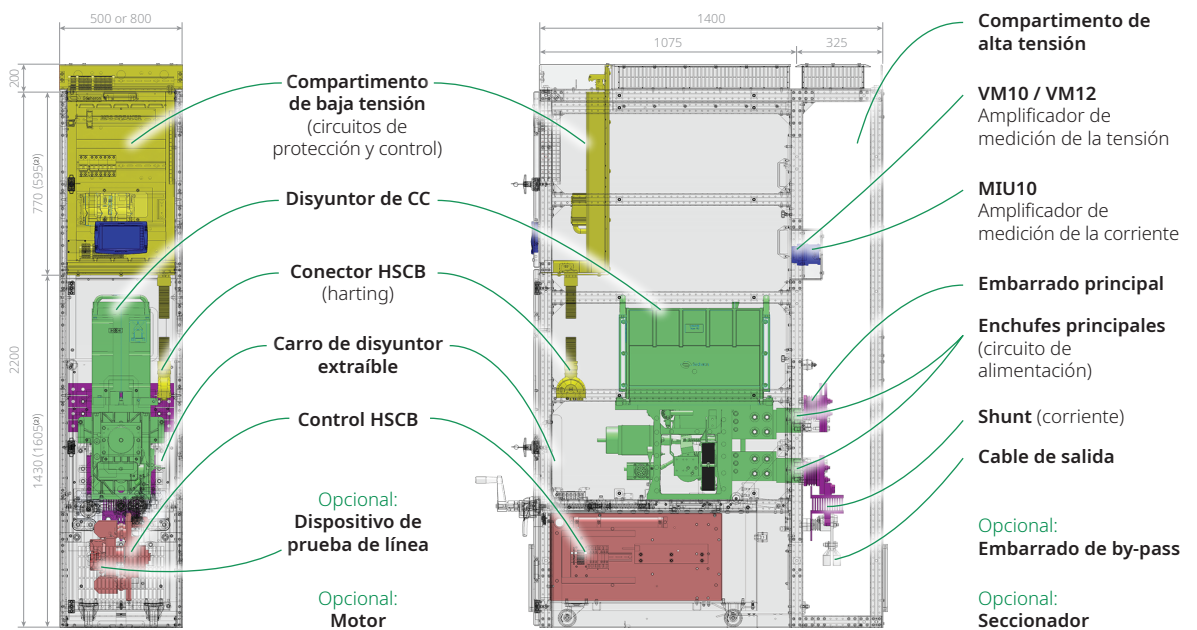 500 or 800
200
770 (595⁽²⁾)
2200
1430 (1605⁽²⁾)
Compartimento
de baja tensión
(circuitos de
protección y control)
Disyuntor de CC
Conector HSCB
(harting)
Carro de disyuntor
extraíble
Control HSCB
Opcional:
Dispositivo de
prueba de línea
Opcional:
Motor
1400
1075
325
Compartimento de
alta tensión
VM10 / VM12
Amplificador de
medición de la tensión
MIU10
Amplificador de
medición de la corriente
Embarrado principal
Enchufes principales
(circuito de
alimentación)
Shunt (corriente)
Cable de salida
Opcional:
Embarrado de by-pass
Opcional:
Seccionador